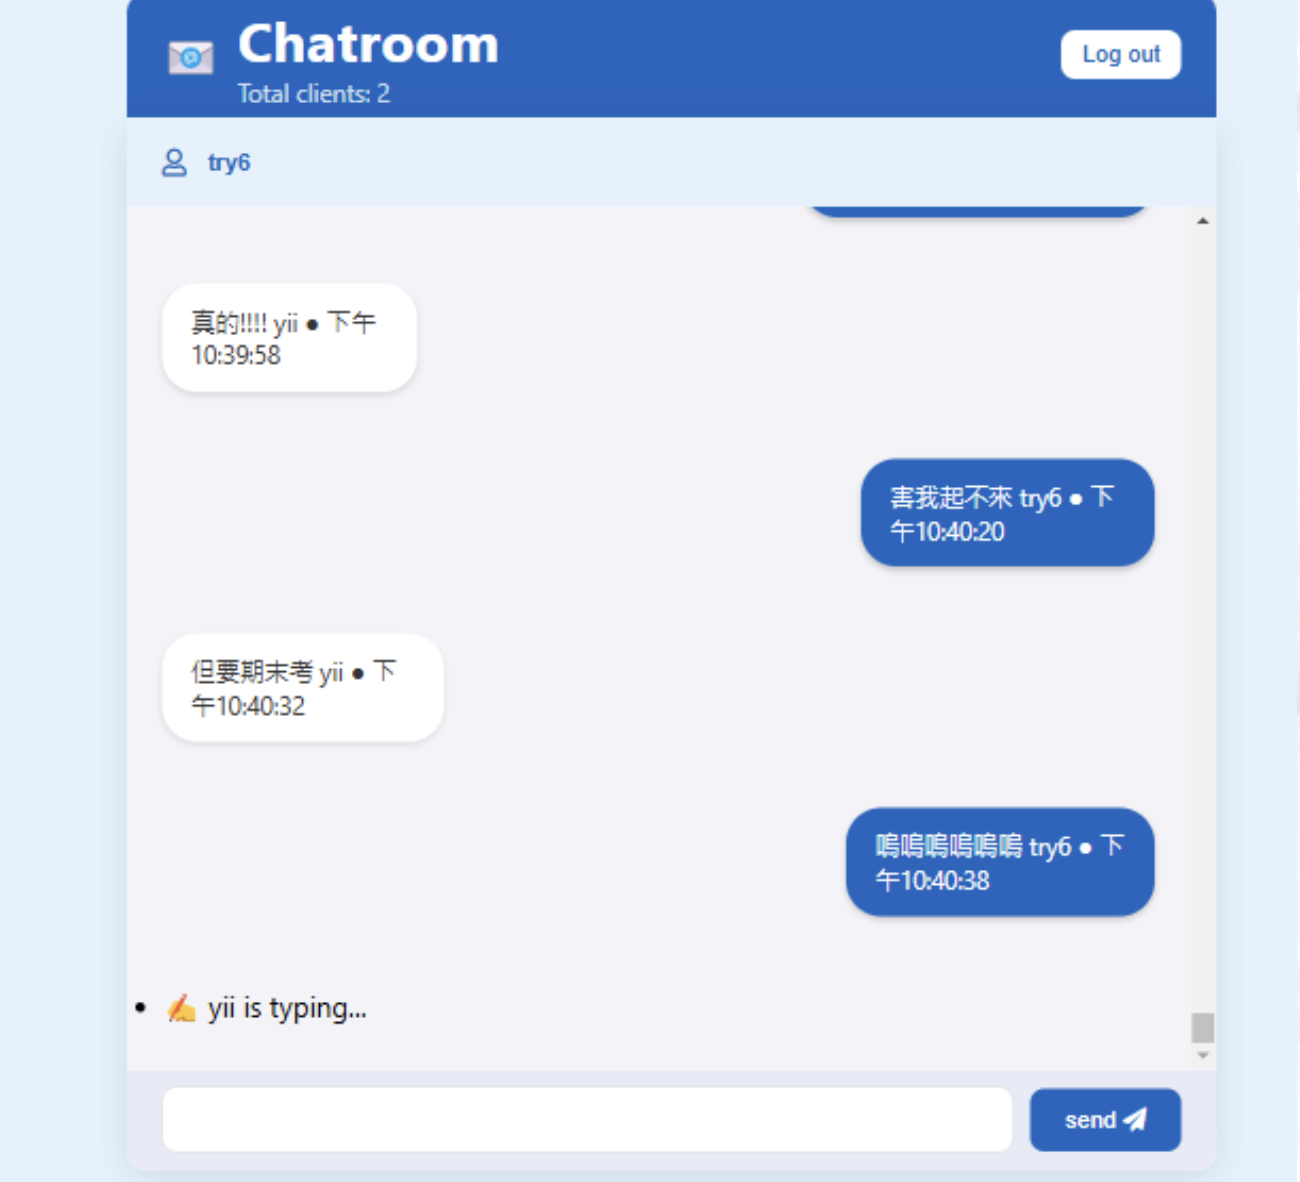 Chatroom
Total clients: 2
Log out
try6
真的!!!! yii ● 下午
10:39:58
害我起不來 try6 ● 下
午10:40:20
但要期末考 yii ● 下
午10:40:32
嗚嗚嗚嗚嗚嗚 try6 ● 下
午10:40:38
• ✍️ yii is typing...
send